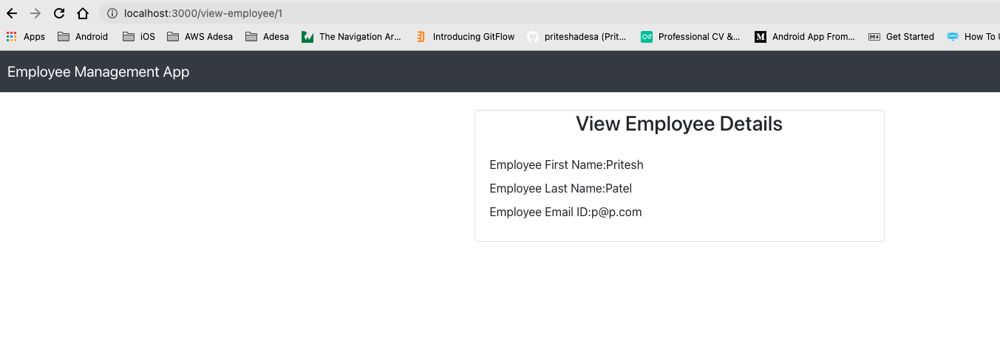 localhost:3000/view-employee/1
Apps Android iOS AWS Adesa Adesa The Navigation Ar... Introducing GitFlow priteshadesa (Prit... Professional CV &... M Android App From... Get Started How To
Employee Management App
View Employee Details
Employee First Name:Pritesh
Employee Last Name:Patel
Employee Email ID:p@p.com